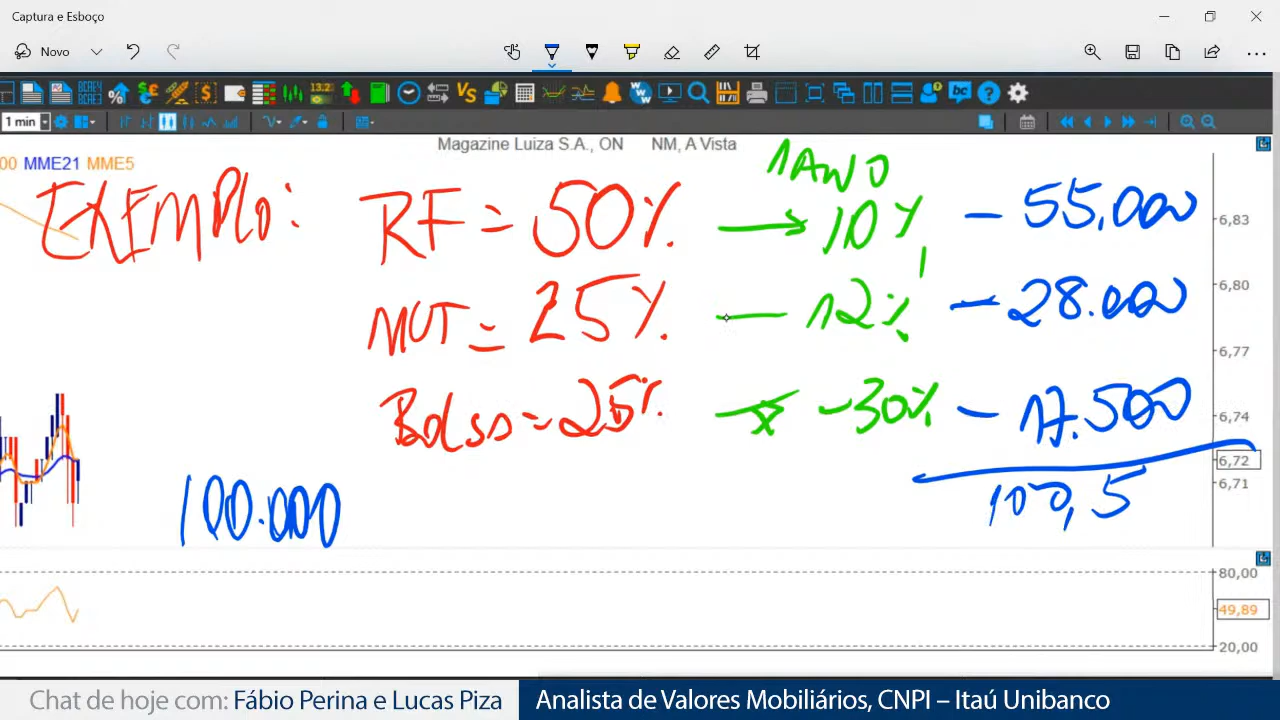 Captura e Esboço
Novo
1 min
Magazine Luiza S.A., ON NM, A Vista
00 MME21 MME5
1 ANO
EXEMPLO: RF = 50% → 10% - 55.000
6,83
6,80
MUT = 25% - 12% - 28.000
6,77
Bolsa = 25% -30% - 17.500
6,74
6,72
6,71
100,5
100.000
80,00
49,89
20,00
Chat de hoje com: Fábio Perina e Lucas Piza
Analista de Valores Mobiliários, CNPI – Itaú Unibanco